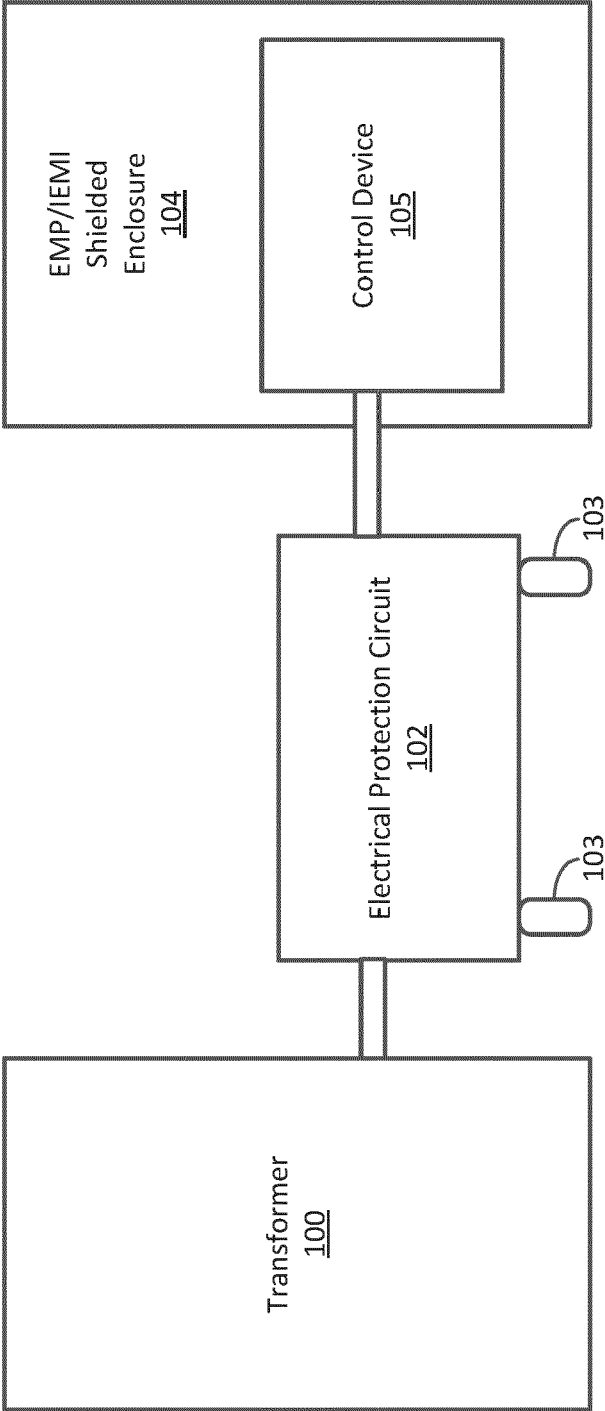 Transformer
100
Electrical Protection Circuit
102
103
103
EMP/IEMI
Shielded
Enclosure
104
Control Device
105